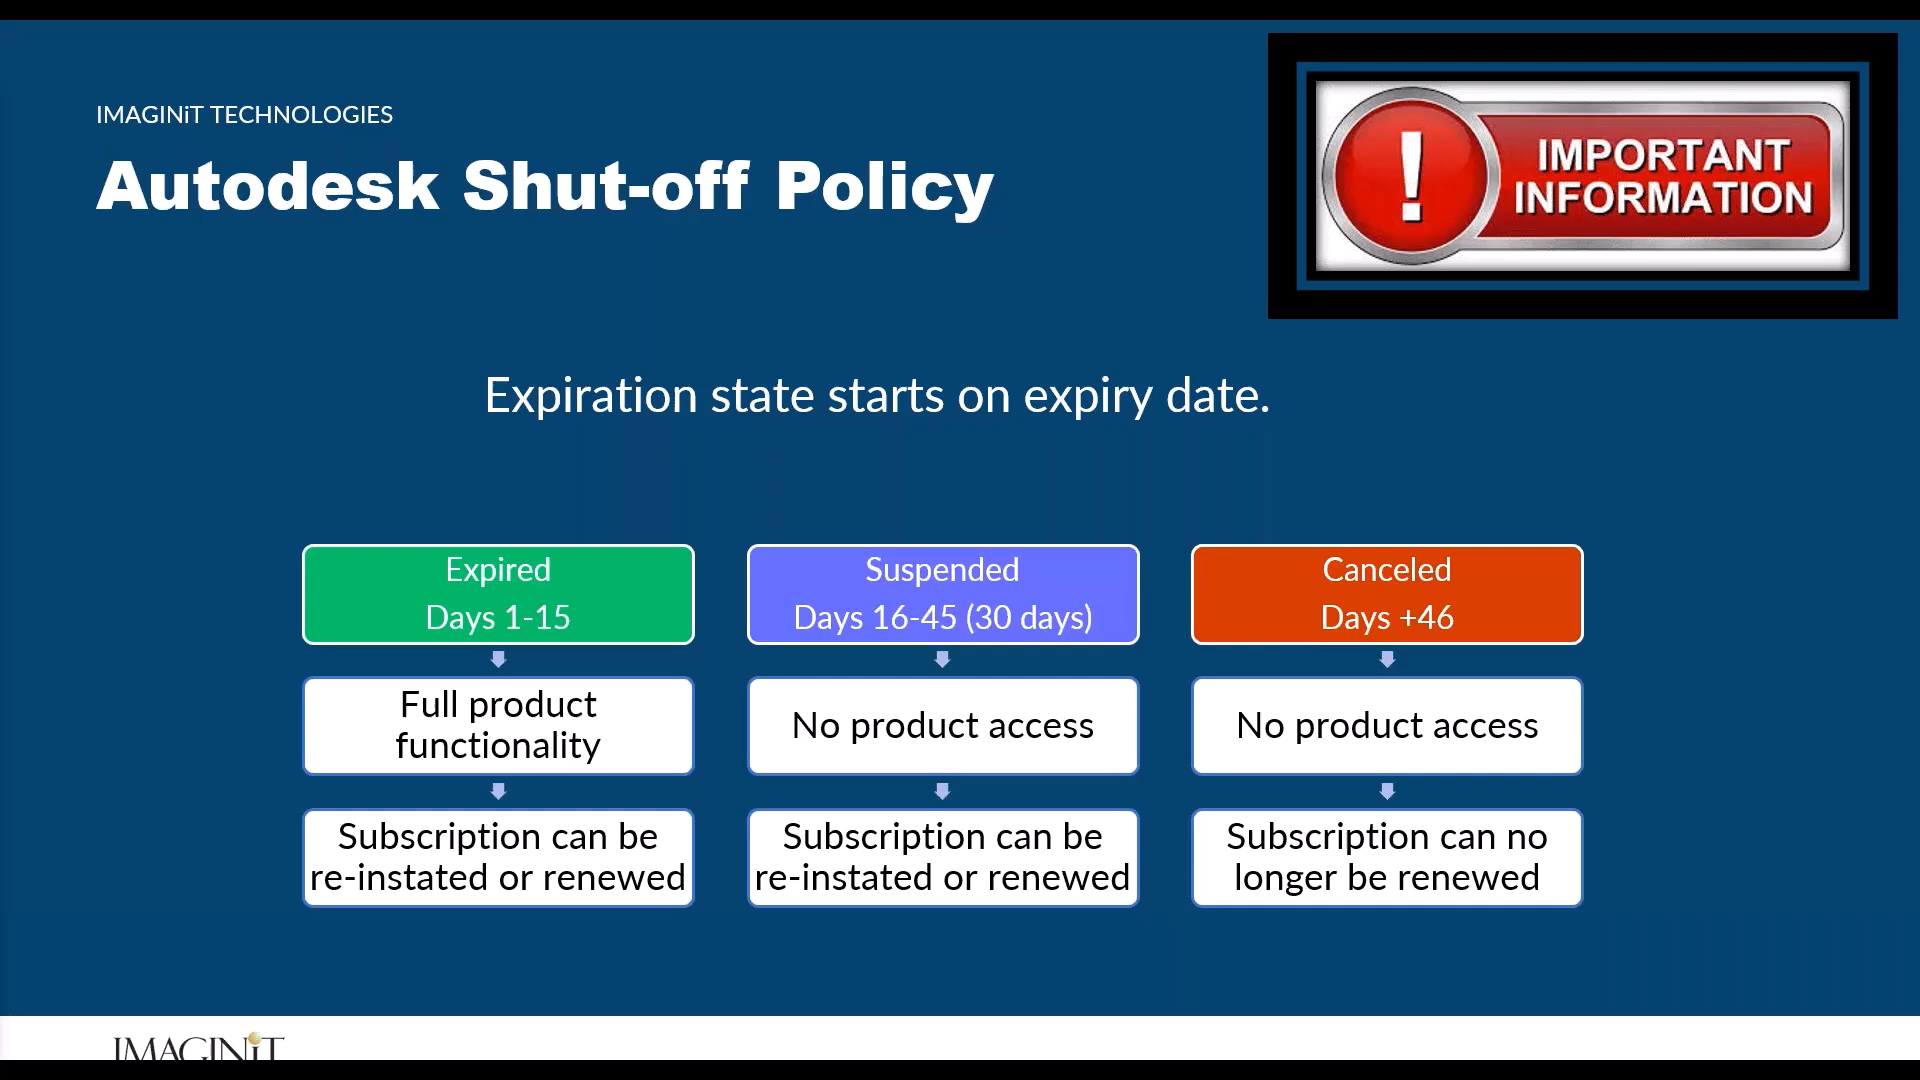 IMAGINiT TECHNOLOGIES
Autodesk Shut-off Policy
!
IMPORTANT
INFORMATION
Expiration state starts on expiry date.
Expired
Days 1-15
Full product
functionality
Subscription can be
re-instated or renewed
Suspended
Days 16-45 (30 days)
No product access
Subscription can be
re-instated or renewed
Canceled
Days +46
No product access
Subscription can no
longer be renewed
IMAGINiT